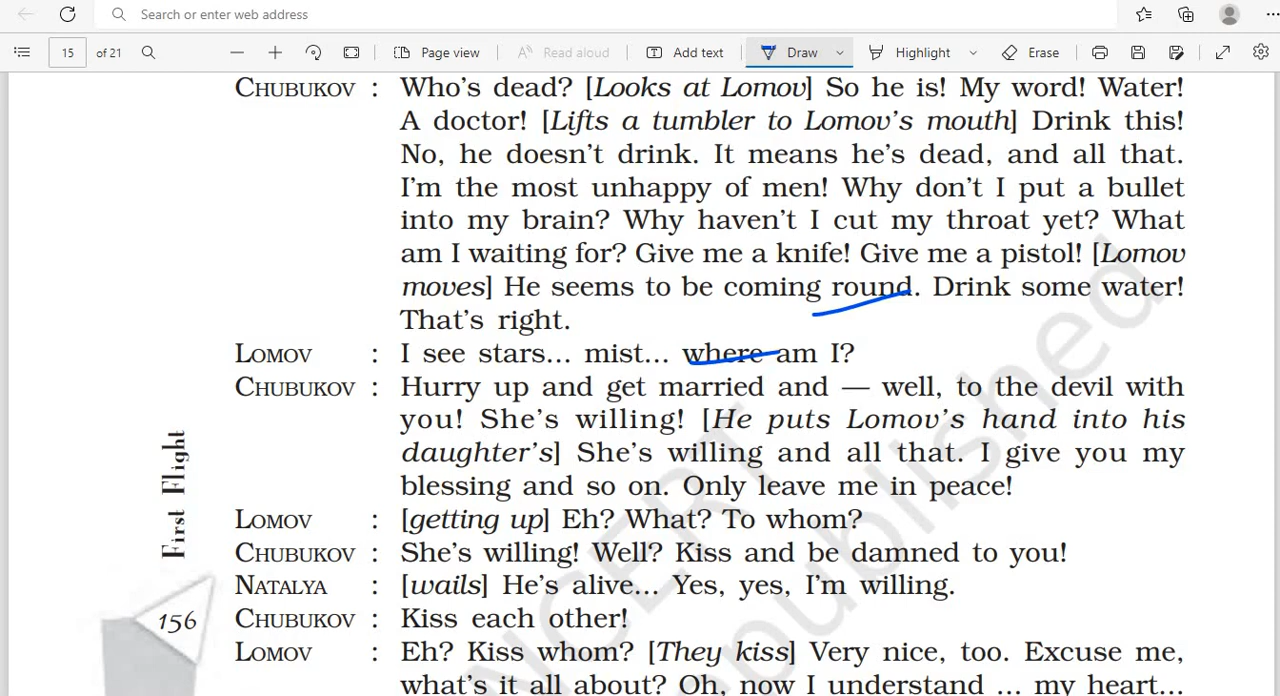 Search or enter web address
15 of 21 Page view Read aloud Add text Draw Highlight Erase
CHUBUKOV : Who's dead? [Looks at Lomov] So he is! My word! Water!
A doctor! [Lifts a tumbler to Lomov's mouth] Drink this!
No, he doesn't drink. It means he's dead, and all that.
I'm the most unhappy of men! Why don't I put a bullet
into my brain? Why haven't I cut my throat yet? What
am I waiting for? Give me a knife! Give me a pistol! [Lomov
moves] He seems to be coming round. Drink some water!
That's right.
LOMOV : I see stars... mist... where am I?
CHUBUKOV : Hurry up and get married and — well, to the devil with
you! She's willing! [He puts Lomov's hand into his
daughter's] She's willing and all that. I give you my
blessing and so on. Only leave me in peace!
LOMOV : [getting up] Eh? What? To whom?
CHUBUKOV : She's willing! Well? Kiss and be damned to you!
NATALYA : [wails] He's alive... Yes, yes, I'm willing.
CHUBUKOV : Kiss each other!
LOMOV : Eh? Kiss whom? [They kiss] Very nice, too. Excuse me,
what's it all about? Oh, now I understand ... my heart...
First Flight
156
NCERT
published